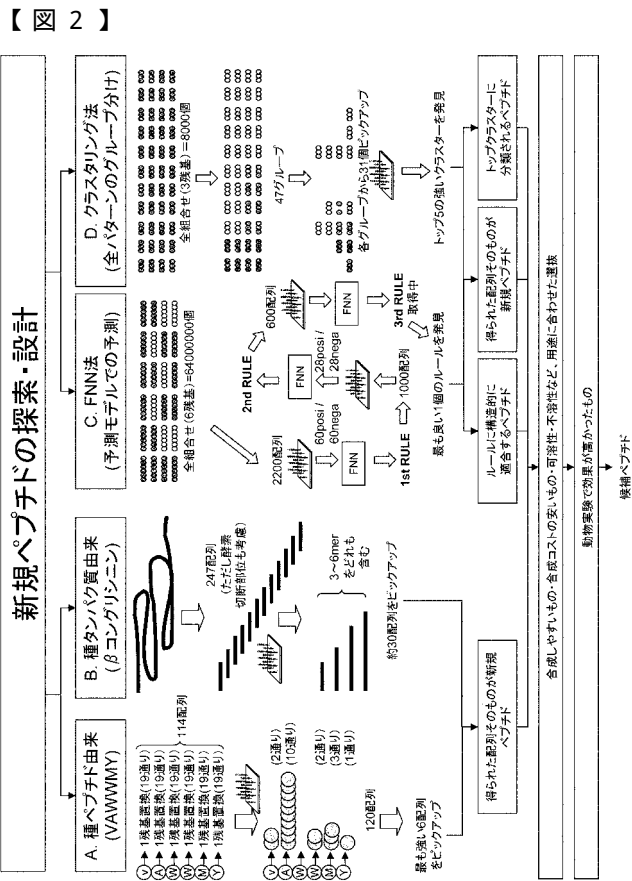 【図2】
新規ペプチドの探索・設計
A. 種ペプチド由来
(VAWWMY)
V
A
W
W
M
Y
1残基置換(19通り)
1残基置換(19通り)
1残基置換(19通り)
1残基置換(19通り)
1残基置換(19通り)
1残基置換(19通り)
114配列
V
A
W
W
M
Y
(2通り)
(10通り)
(2通り)
(3通り)
(1通り)
120配列
最も強い6配列
をピックアップ
B. 種タンパク質由来
(βコングリシニン)
247配列
(ただし酵素
切断部位も考慮)
3~6mer
をどれも
含む
約30配列をピックアップ
得られた配列そのものが新規
ペプチド
C. FNN法
(予測モデルでの予測)
全組合せ(6残基)=64000000個
2200配列
60posi /
60nega
FNN
1st RULE
1000配列
28posi /
28nega
FNN
2nd RULE
600配列
FNN
3rd RULE
取得中
最も良い1個のルールを発見
ルールに構造的に
適合するペプチド
得られた配列そのものが
新規ペプチド
D. クラスタリング法
(全パターンのグループ分け)
全組合せ(3残基)=8000個
47グループ
各グループから31個ピックアップ
トップ5の強いクラスターを発見
トップクラスターに
分類されるペプチド
合成しやすいもの・合成コストの安いもの・可溶性・不溶性など、用途に合わせた選抜
動物実験で効果が高かったもの
候補ペプチド